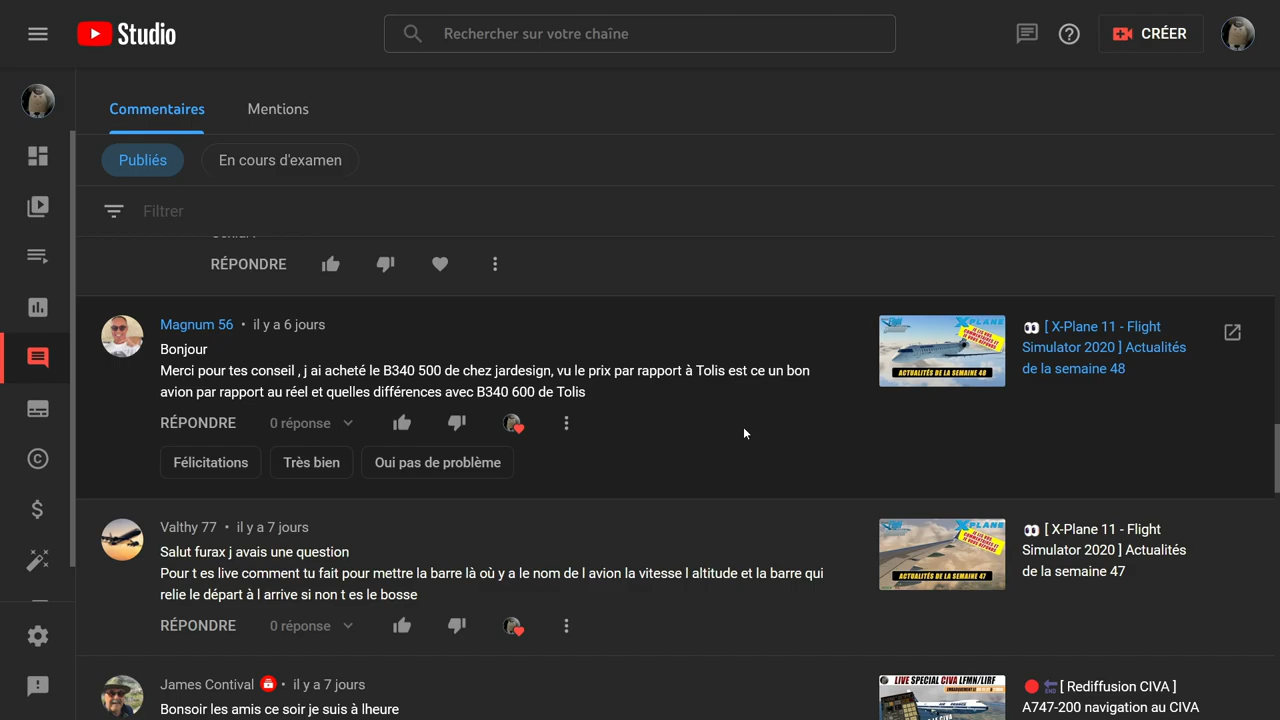 Studio
Rechercher sur votre chaîne
CRÉER
Commentaires
Mentions
Publiés
En cours d'examen
Filtrer
RÉPONDRE
Magnum 56 • il y a 6 jours
Bonjour
Merci pour tes conseil , j ai acheté le B340 500 de chez jardesign, vu le prix par rapport à Tolis est ce un bon
avion par rapport au réel et quelles différences avec B340 600 de Tolis
RÉPONDRE
0 réponse
Félicitations
Très bien
Oui pas de problème
X-PLANE
ACTUALITÉS DE LA SEMAINE 48
👀 [ X-Plane 11 - Flight
Simulator 2020 ] Actualités
de la semaine 48
Valthy 77 • il y a 7 jours
Salut furax j avais une question
Pour t es live comment tu fait pour mettre la barre là où y a le nom de l avion la vitesse l altitude et la barre qui
relie le départ à l arrive si non t es le bosse
RÉPONDRE
0 réponse
X-PLANE
ACTUALITÉS DE LA SEMAINE 47
👀 [ X-Plane 11 - Flight
Simulator 2020 ] Actualités
de la semaine 47
James Contival • il y a 7 jours
Bonsoir les amis ce soir je suis à lheure
LIVE SPECIAL CIVA LFMN/LIRF
🔴 🔚 [ Rediffusion CIVA ]
A747-200 navigation au CIVA